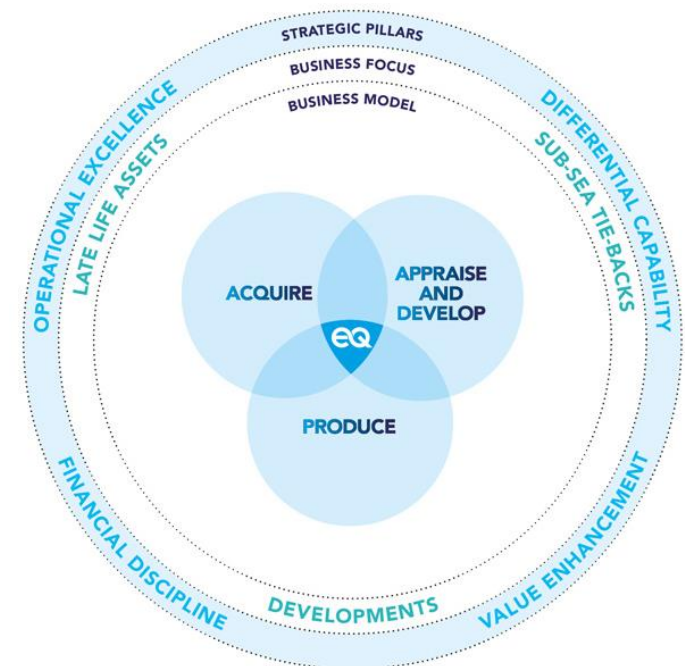 STRATEGIC PILLARS
BUSINESS FOCUS
BUSINESS MODEL
OPERATIONAL EXCELLENCE
DIFFERENTIAL CAPABILITY
LATE LIFE ASSETS
SUB-SEA TIE-BACKS
ACQUIRE
APPRAISE
AND
DEVELOP
eQ
PRODUCE
FINANCIAL DISCIPLINE
VALUE ENHANCEMENT
DEVELOPMENTS